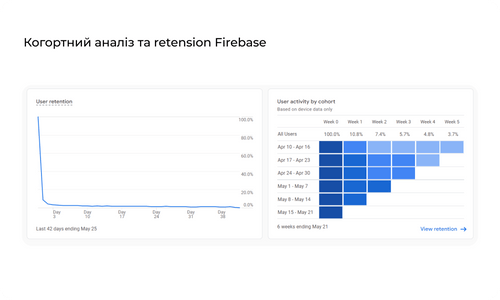 Когортний аналіз та retension Firebase
User retention
100.0%
80.0%
60.0%
40.0%
20.0%
0.0%
Day 3
Day 10
Day 17
Day 24
Day 31
Day 38
Last 42 days ending May 25
User activity by cohort
Based on device data only
Week 0 Week 1 Week 2 Week 3 Week 4 Week 5
All Users 100.0% 10.8% 7.4% 5.7% 4.8% 3.7%
Apr 10 - Apr 16
Apr 17 - Apr 23
Apr 24 - Apr 30
May 1 - May 7
May 8 - May 14
May 15 - May 21
6 weeks ending May 21
View retention →